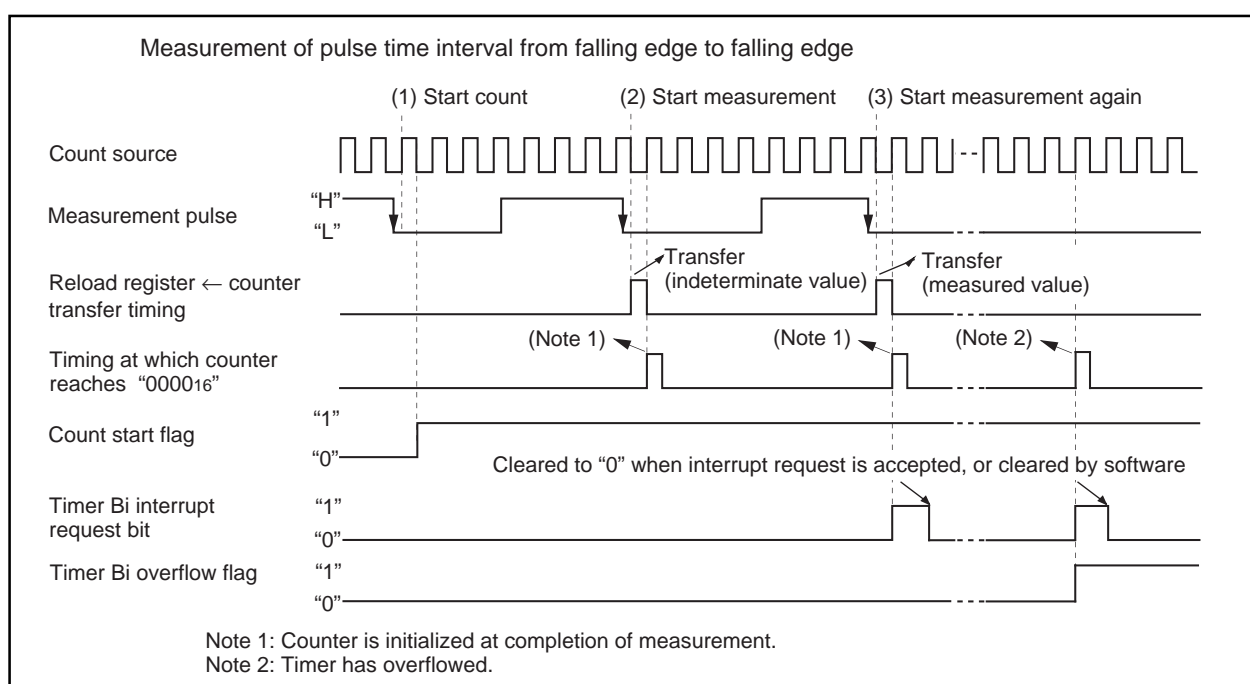 Measurement of pulse time interval from falling edge to falling edge
(1) Start count
(2) Start measurement
(3) Start measurement again
Count source
Measurement pulse
“H”
“L”
Reload register ← counter
transfer timing
Transfer
(indeterminate value)
Transfer
(measured value)
Timing at which counter
reaches “000016”
(Note 1)
(Note 1)
(Note 2)
Count start flag
“1”
“0”
Cleared to “0” when interrupt request is accepted, or cleared by software
Timer Bi interrupt
request bit
“1”
“0”
Timer Bi overflow flag
“1”
“0”
Note 1: Counter is initialized at completion of measurement.
Note 2: Timer has overflowed.